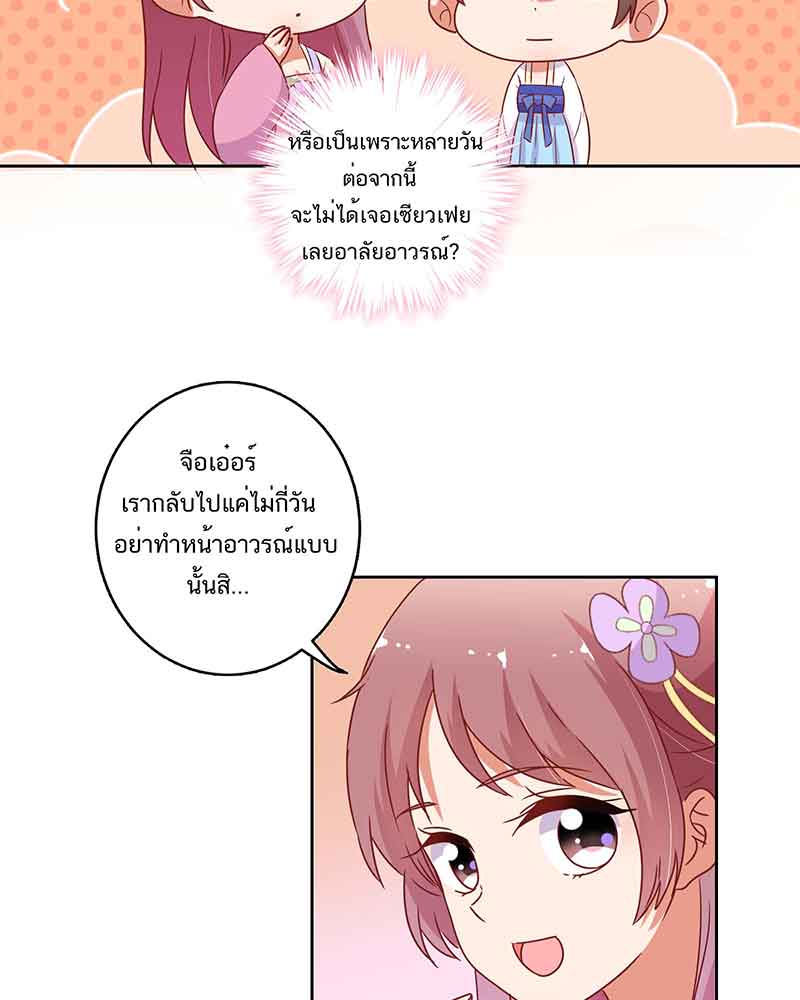 หรือเป็นเพราะหลายวัน
ต่อจากนี้
จะไม่ได้เจอเซียวเฟย
เลยอาลัยอาวรณ์?
จือเอ๋อร์
เรากลับไปแค่ไม่กี่วัน
อย่าทำหน้าอาวรณ์แบบ
นั้นสิ...